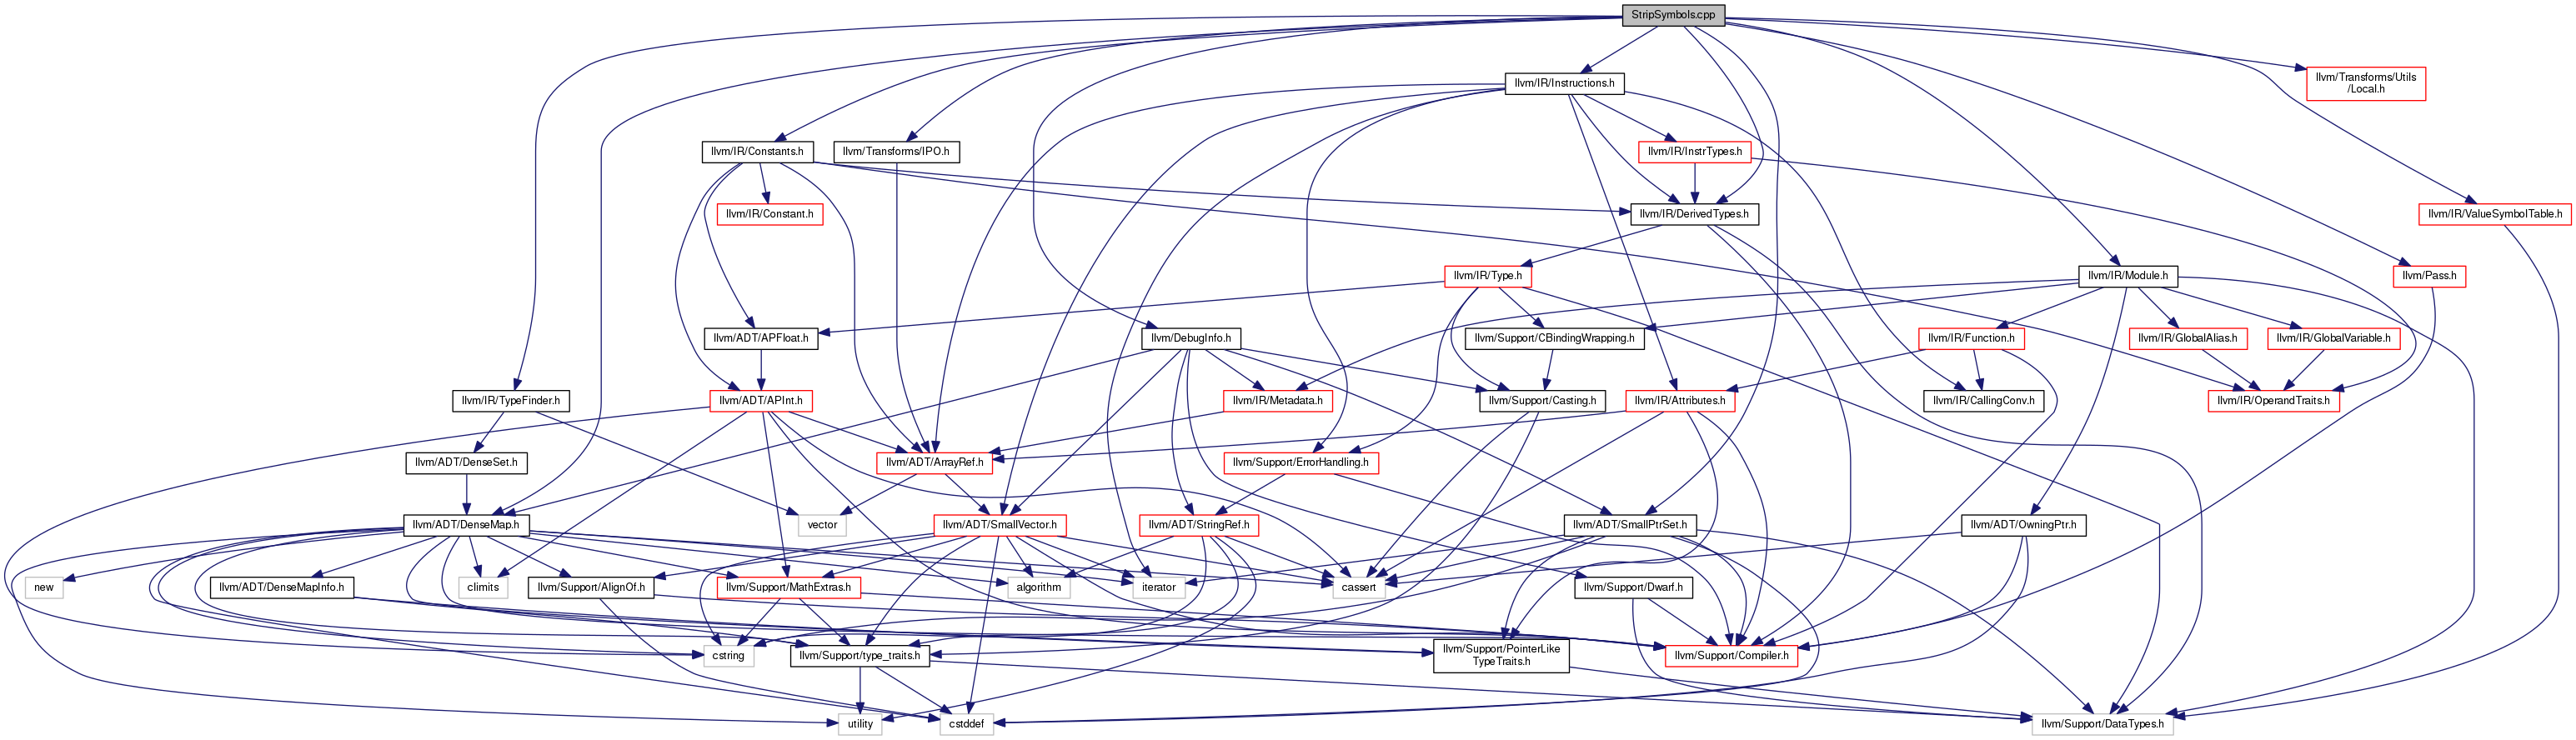 StripSymbols.cpp
llvm/IR/Instructions.h
llvm/Transforms/Utils
/Local.h
llvm/IR/Constants.h
llvm/Transforms/IPO.h
llvm/IR/InstrTypes.h
llvm/IR/Constant.h
llvm/IR/DerivedTypes.h
llvm/IR/ValueSymbolTable.h
llvm/IR/Type.h
llvm/IR/Module.h
llvm/Pass.h
llvm/ADT/APFloat.h
llvm/DebugInfo.h
llvm/Support/CBindingWrapping.h
llvm/IR/Function.h
llvm/IR/GlobalAlias.h
llvm/IR/GlobalVariable.h
llvm/IR/TypeFinder.h
llvm/ADT/APInt.h
llvm/IR/Metadata.h
llvm/Support/Casting.h
llvm/IR/Attributes.h
llvm/IR/CallingConv.h
llvm/IR/OperandTraits.h
llvm/ADT/DenseSet.h
llvm/ADT/ArrayRef.h
llvm/Support/ErrorHandling.h
llvm/ADT/DenseMap.h
vector
llvm/ADT/SmallVector.h
llvm/ADT/StringRef.h
llvm/ADT/SmallPtrSet.h
llvm/ADT/OwningPtr.h
new
llvm/ADT/DenseMapInfo.h
climits
llvm/Support/AlignOf.h
llvm/Support/MathExtras.h
algorithm
iterator
cassert
llvm/Support/Dwarf.h
cstring
llvm/Support/type_traits.h
llvm/Support/PointerLike
TypeTraits.h
llvm/Support/Compiler.h
utility
cstddef
llvm/Support/DataTypes.h